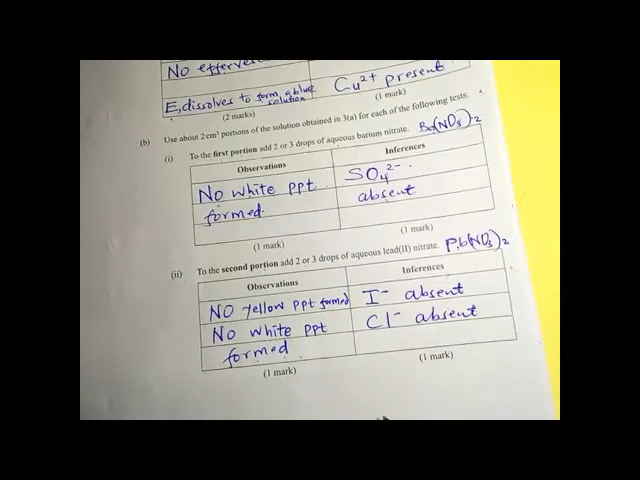 No efferves
E, dissolves to form a blue
solution
Cu2+ present
(2 marks)
(1 mark)
(b) Use about 2 cm3 portions of the solution obtained in 3(a) for each of the following tests.
(i) To the first portion add 2 or 3 drops of aqueous barium nitrate. Ba(NO3)2
Observations Inferences
No white ppt SO4 2- .
formed. absent
(1 mark) (1 mark)
(ii) To the second portion add 2 or 3 drops of aqueous lead(II) nitrate. Pb(NO3)2
Observations Inferences
NO yellow ppt formed I- absent
No white ppt Cl- absent
formed
(1 mark) (1 mark)